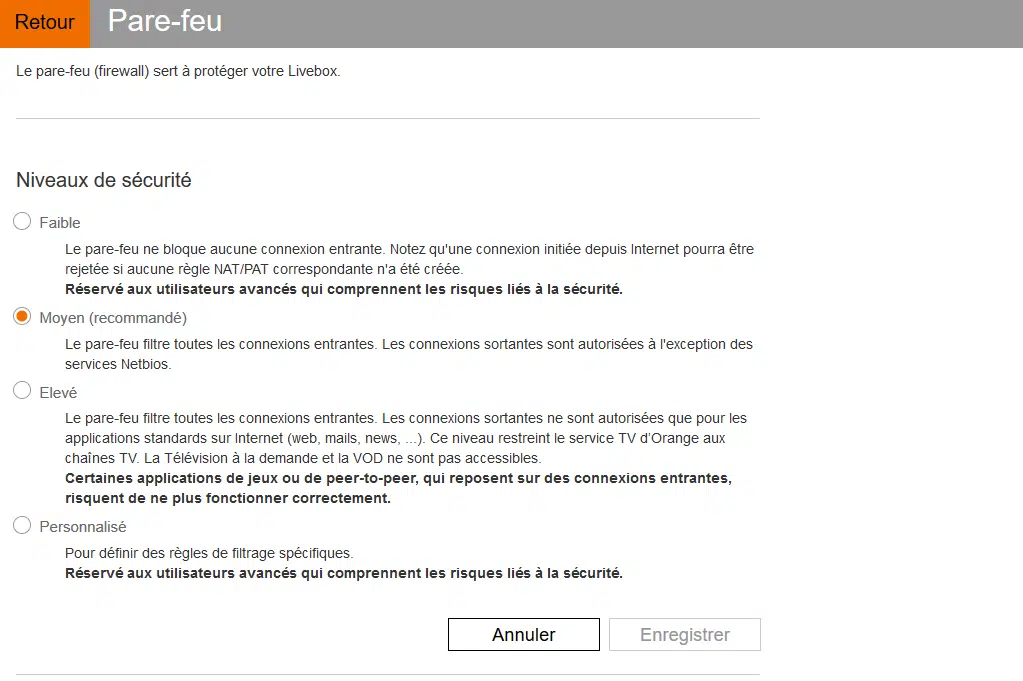 Retour
Pare-feu
Le pare-feu (firewall) sert à protéger votre Livebox.
Niveaux de sécurité
Faible
Le pare-feu ne bloque aucune connexion entrante. Notez qu'une connexion initiée depuis Internet pourra être
rejetée si aucune règle NAT/PAT correspondante n'a été créée.
Réservé aux utilisateurs avancés qui comprennent les risques liés à la sécurité.
Moyen (recommandé)
Le pare-feu filtre toutes les connexions entrantes. Les connexions sortantes sont autorisées à l'exception des
services Netbios.
Elevé
Le pare-feu filtre toutes les connexions entrantes. Les connexions sortantes ne sont autorisées que pour les
applications standards sur Internet (web, mails, news, ...). Ce niveau restreint le service TV d'Orange aux
chaînes TV. La Télévision à la demande et la VOD ne sont pas accessibles.
Certaines applications de jeux ou de peer-to-peer, qui reposent sur des connexions entrantes,
risquent de ne plus fonctionner correctement.
Personnalisé
Pour définir des règles de filtrage spécifiques.
Réservé aux utilisateurs avancés qui comprennent les risques liés à la sécurité.
Annuler
Enregistrer